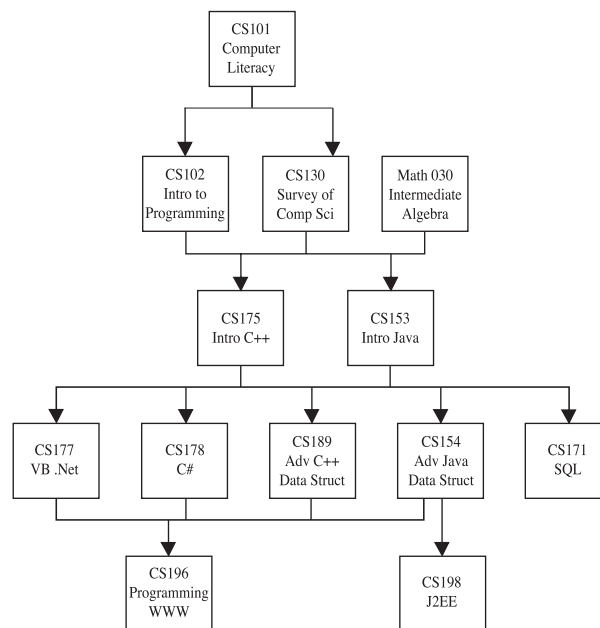 CS101
Computer
Literacy
CS102
Intro to
Programming
CS130
Survey of
Comp Sci
Math 030
Intermediate
Algebra
CS175
Intro C++
CS153
Intro Java
CS177
VB .Net
CS178
C#
CS189
Adv C++
Data Struct
CS154
Adv Java
Data Struct
CS171
SQL
CS196
Programming
WWW
CS198
J2EE